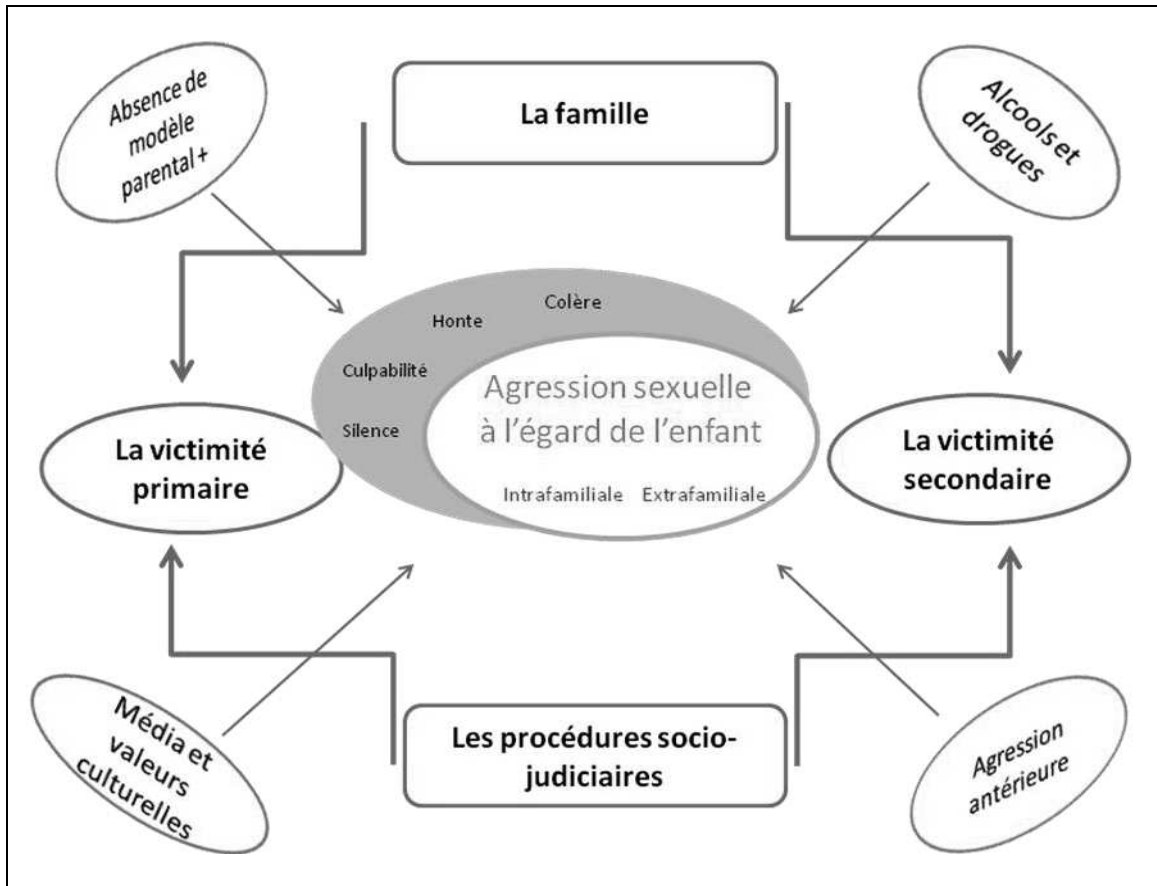 Absence de
modèle
parental +
La famille
Alcools et
drogues
Colère
Honte
Culpabilité
Silence
Agression sexuelle
à l'égard de l'enfant
Intrafamiliale Extrafamiliale
La victimité
primaire
La victimité
secondaire
Média et
valeurs
culturelles
Les procédures socio-
judiciaires
Agression
antérieure